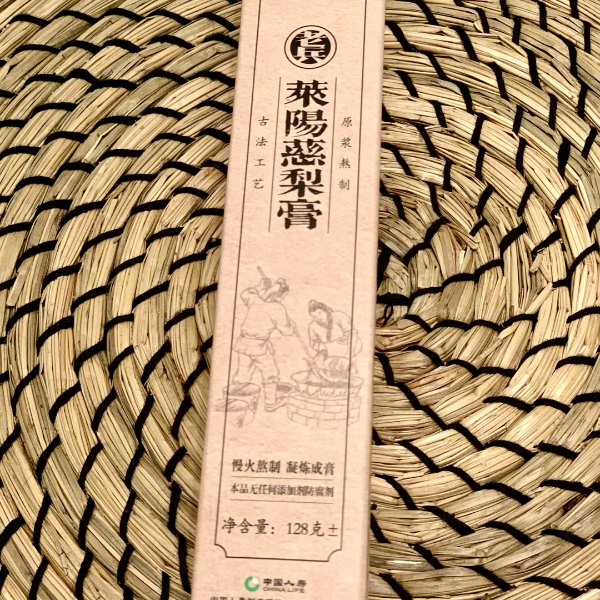 萊陽慈梨膏
原漿熬制
古法工艺
慢火熬制 凝炼成膏
本品无任何添加剂防腐剂
净含量：128克±
中国人寿
CHINA LIFE